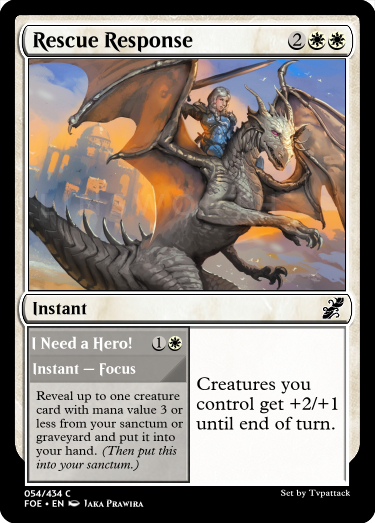 Rescue Response 2
Instant
I Need a Hero! 1
Instant — Focus
Reveal up to one creature
card with mana value 3 or
less from your sanctum or
graveyard and put it into
your hand. (Then put this
into your sanctum.)
Creatures you
control get +2/+1
until end of turn.
054/434 C
FOE • EN Jaka Prawira
Set by Tvpattack